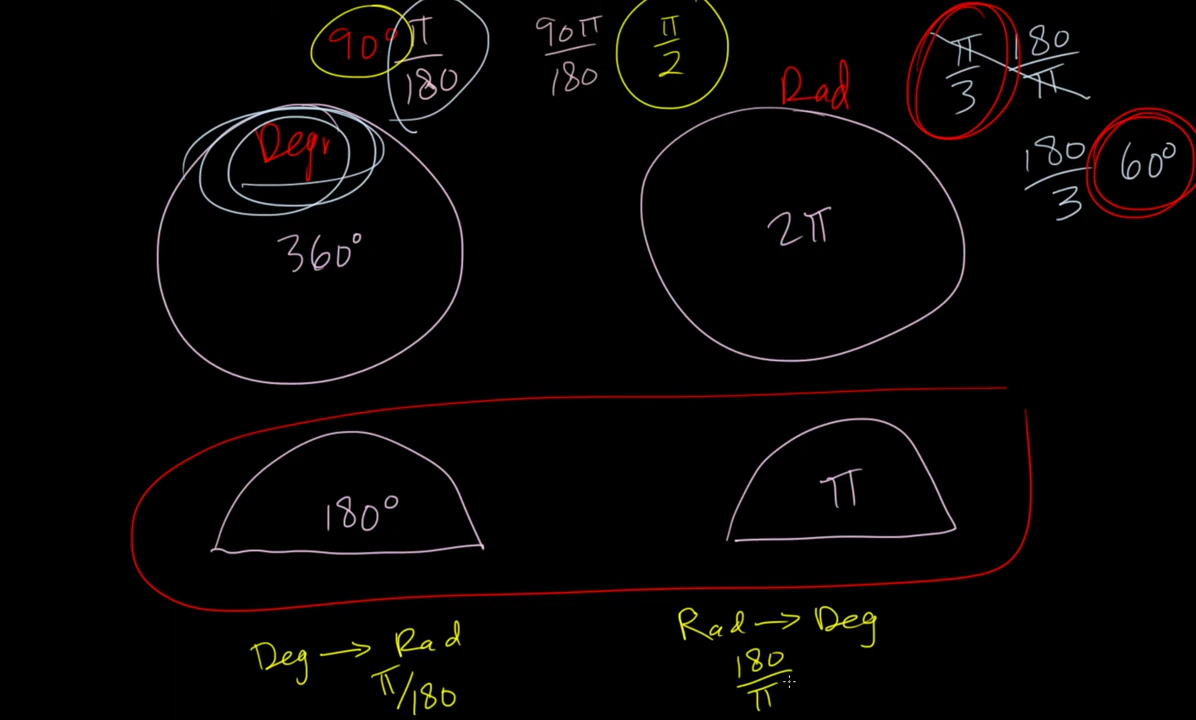 90° π/180 90π/180 π/2
Rad
π/3 180/π
Degr
180/3 60°
360°
2π
180°
π
Deg → Rad
π/180
Rad → Deg
180/π